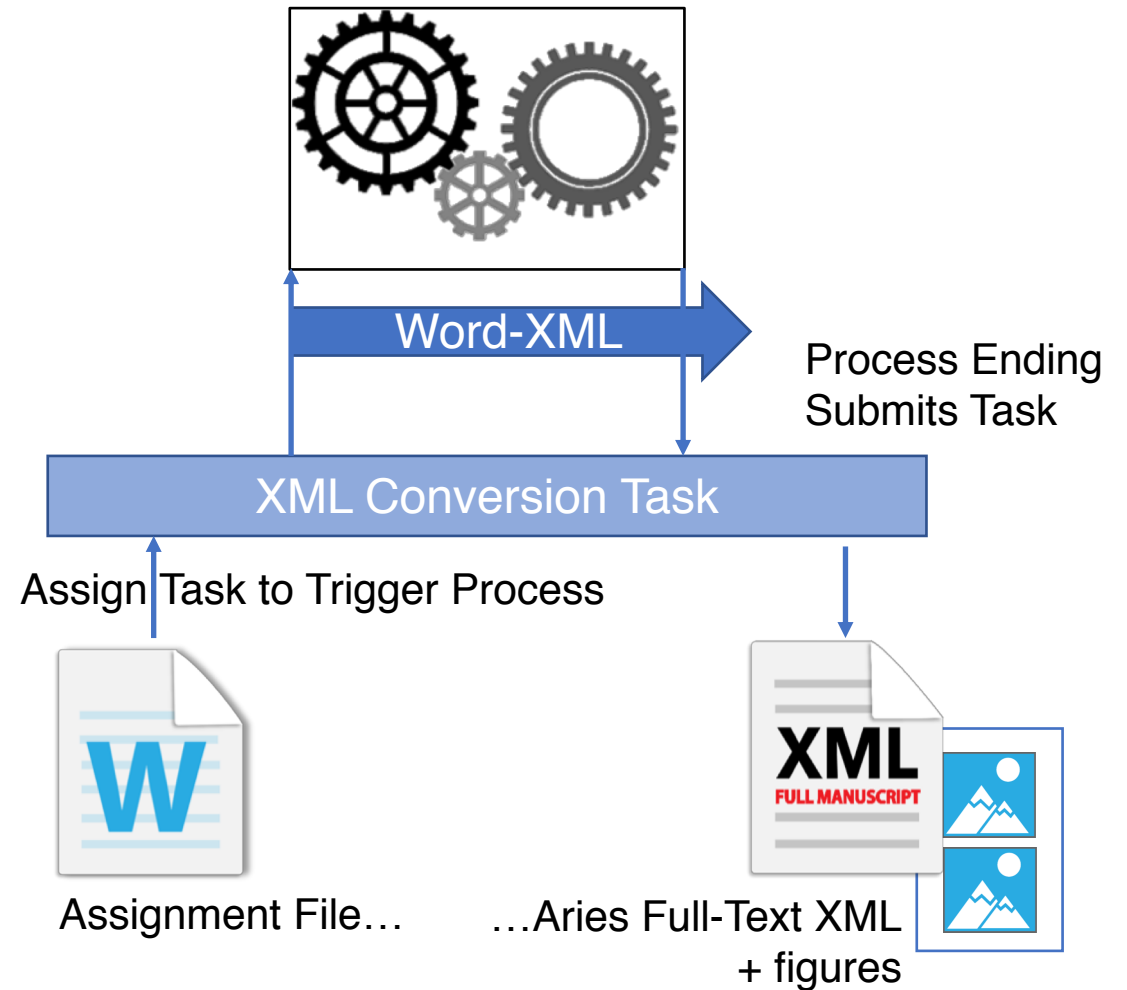 Word-XML
Process Ending
Submits Task
XML Conversion Task
Assign Task to Trigger Process
W
XML
FULL MANUSCRIPT
Assignment File…
…Aries Full-Text XML
+ figures